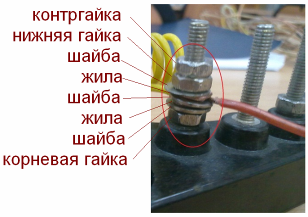 контргайка
нижняя гайка
шайба
жила
шайба
жила
шайба
корневая гайка